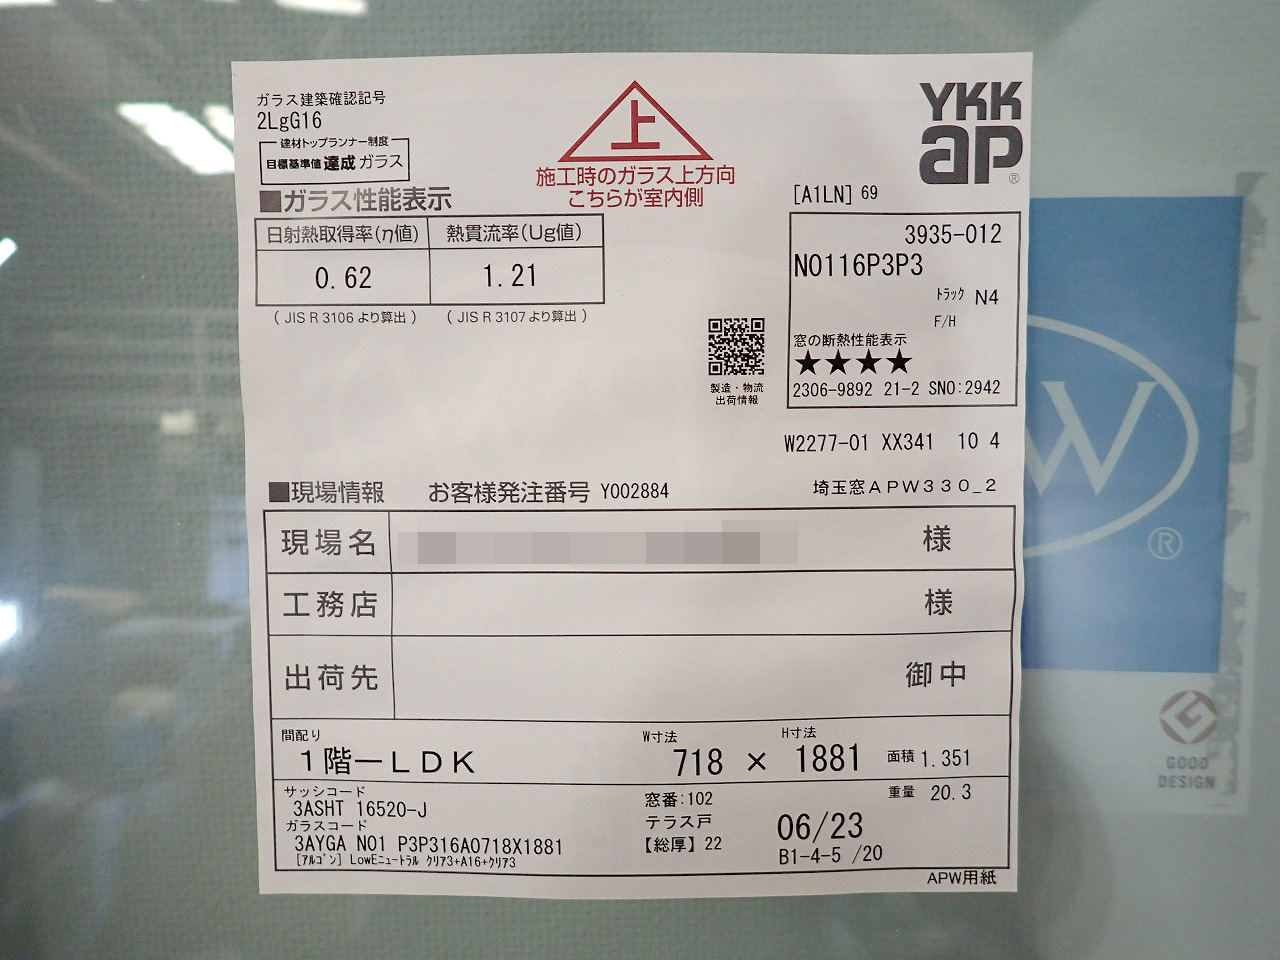 ガラス建築確認記号
2LgG16
建材トップランナー制度
目標基準値 達成 ガラス
上
施工時のガラス上方向
こちらが室内側
YKK
ap®
■ガラス性能表示
日射熱取得率(η値) 熱貫流率(Ug値)
0.62 1.21
( JIS R 3106 より算出 ) ( JIS R 3107 より算出 )
[A1LN] 69
3935-012
NO116P3P3
トラック N4
F/H
窓の断熱性能表示
★★★★
2306-9892 21-2 SNO:2942
製造・物流
出荷情報
W2277-01 XX341 10 4
■現場情報 お客様発注番号 Y002884 埼玉窓APW330_2
現場名 様
工務店 様
出荷先 御中
間配り
1階ーLDK
W寸法 H寸法
718 × 1881 面積 1.351
サッシコード
3ASHT 16520-J
ガラスコード
3AYGA N01 P3P316A0718X1881
[アルゴン] LowEニュートラル クリア3+A16+クリア3
窓番:102
テラス戸
【総厚】22
重量 20.3
06/23
B1-4-5 /20
APW用紙
W
®
GOOD
DESIGN